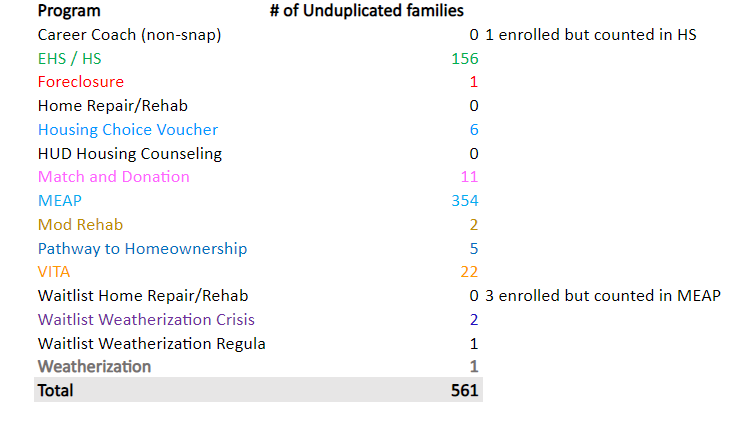 Program # of Unduplicated families
Career Coach (non-snap) 0 1 enrolled but counted in HS
EHS / HS 156
Foreclosure 1
Home Repair/Rehab 0
Housing Choice Voucher 6
HUD Housing Counseling 0
Match and Donation 11
MEAP 354
Mod Rehab 2
Pathway to Homeownership 5
VITA 22
Waitlist Home Repair/Rehab 0 3 enrolled but counted in MEAP
Waitlist Weatherization Crisis 2
Waitlist Weatherization Regula 1
Weatherization 1
Total 561